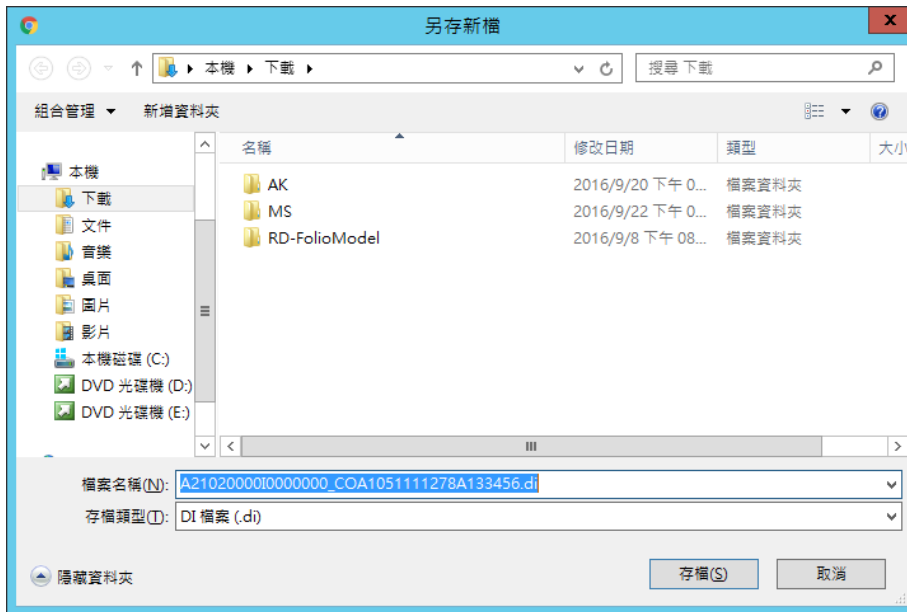 另存新檔
x
本機 下載
搜尋 下載
組合管理 新增資料夾
名稱 修改日期 類型 大小
本機
下載
文件
音樂
桌面
圖片
影片
本機磁碟 (C:)
DVD 光碟機 (D:)
DVD 光碟機 (E:)
AK 2016/9/20 下午 0... 檔案資料夾
MS 2016/9/22 下午 0... 檔案資料夾
RD-FolioModel 2016/9/8 下午 08... 檔案資料夾
檔案名稱(N): A21020000I0000000_COA1051111278A133456.di
存檔類型(T): DI 檔案 (.di)
隱藏資料夾 存檔(S) 取消